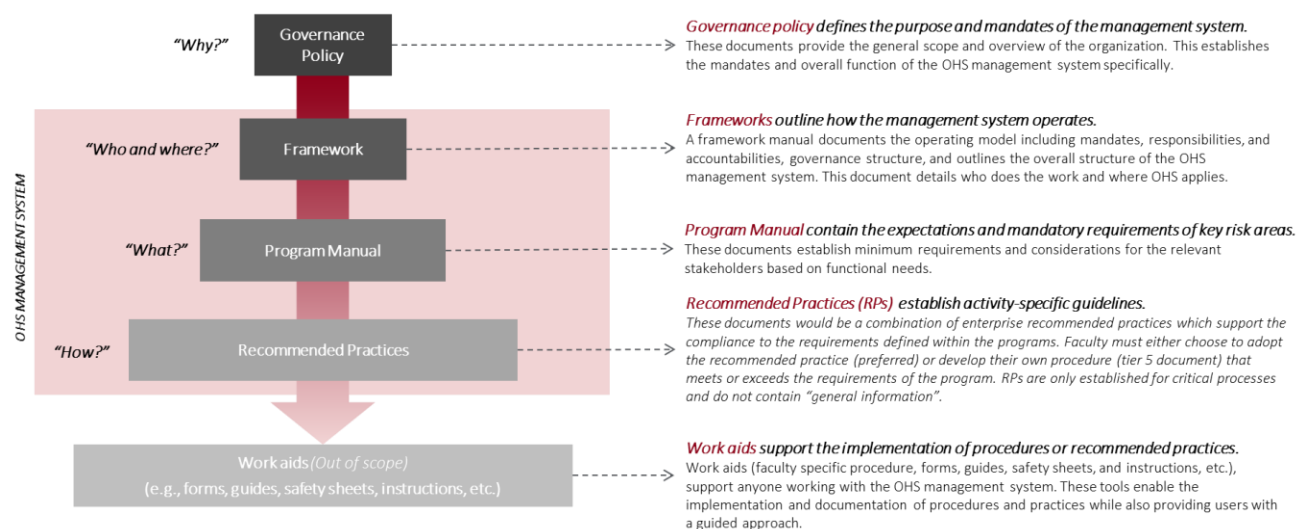 "Why?"
Governance
Policy
Governance policy defines the purpose and mandates of the management system.
These documents provide the general scope and overview of the organization. This establishes
the mandates and overall function of the OHS management system specifically.
OHS MANAGEMENT SYSTEM
"Who and where?"
Framework
Frameworks outline how the management system operates.
A framework manual documents the operating model including mandates, responsibilities, and
accountabilities, governance structure, and outlines the overall structure of the OHS
management system. This document details who does the work and where OHS applies.
"What?"
Program Manual
Program Manual contain the expectations and mandatory requirements of key risk areas.
These documents establish minimum requirements and considerations for the relevant
stakeholders based on functional needs.
"How?"
Recommended Practices
Recommended Practices (RPs) establish activity-specific guidelines.
These documents would be a combination of enterprise recommended practices which support the
compliance to the requirements defined within the programs. Faculty must either choose to adopt
the recommended practice (preferred) or develop their own procedure (tier 5 document) that
meets or exceeds the requirements of the program. RPs are only established for critical processes
and do not contain "general information".
Work aids (Out of scope)
(e.g., forms, guides, safety sheets, instructions, etc.)
Work aids support the implementation of procedures or recommended practices.
Work aids (faculty specific procedure, forms, guides, safety sheets, and instructions, etc.),
support anyone working with the OHS management system. These tools enable the
implementation and documentation of procedures and practices while also providing users with
a guided approach.